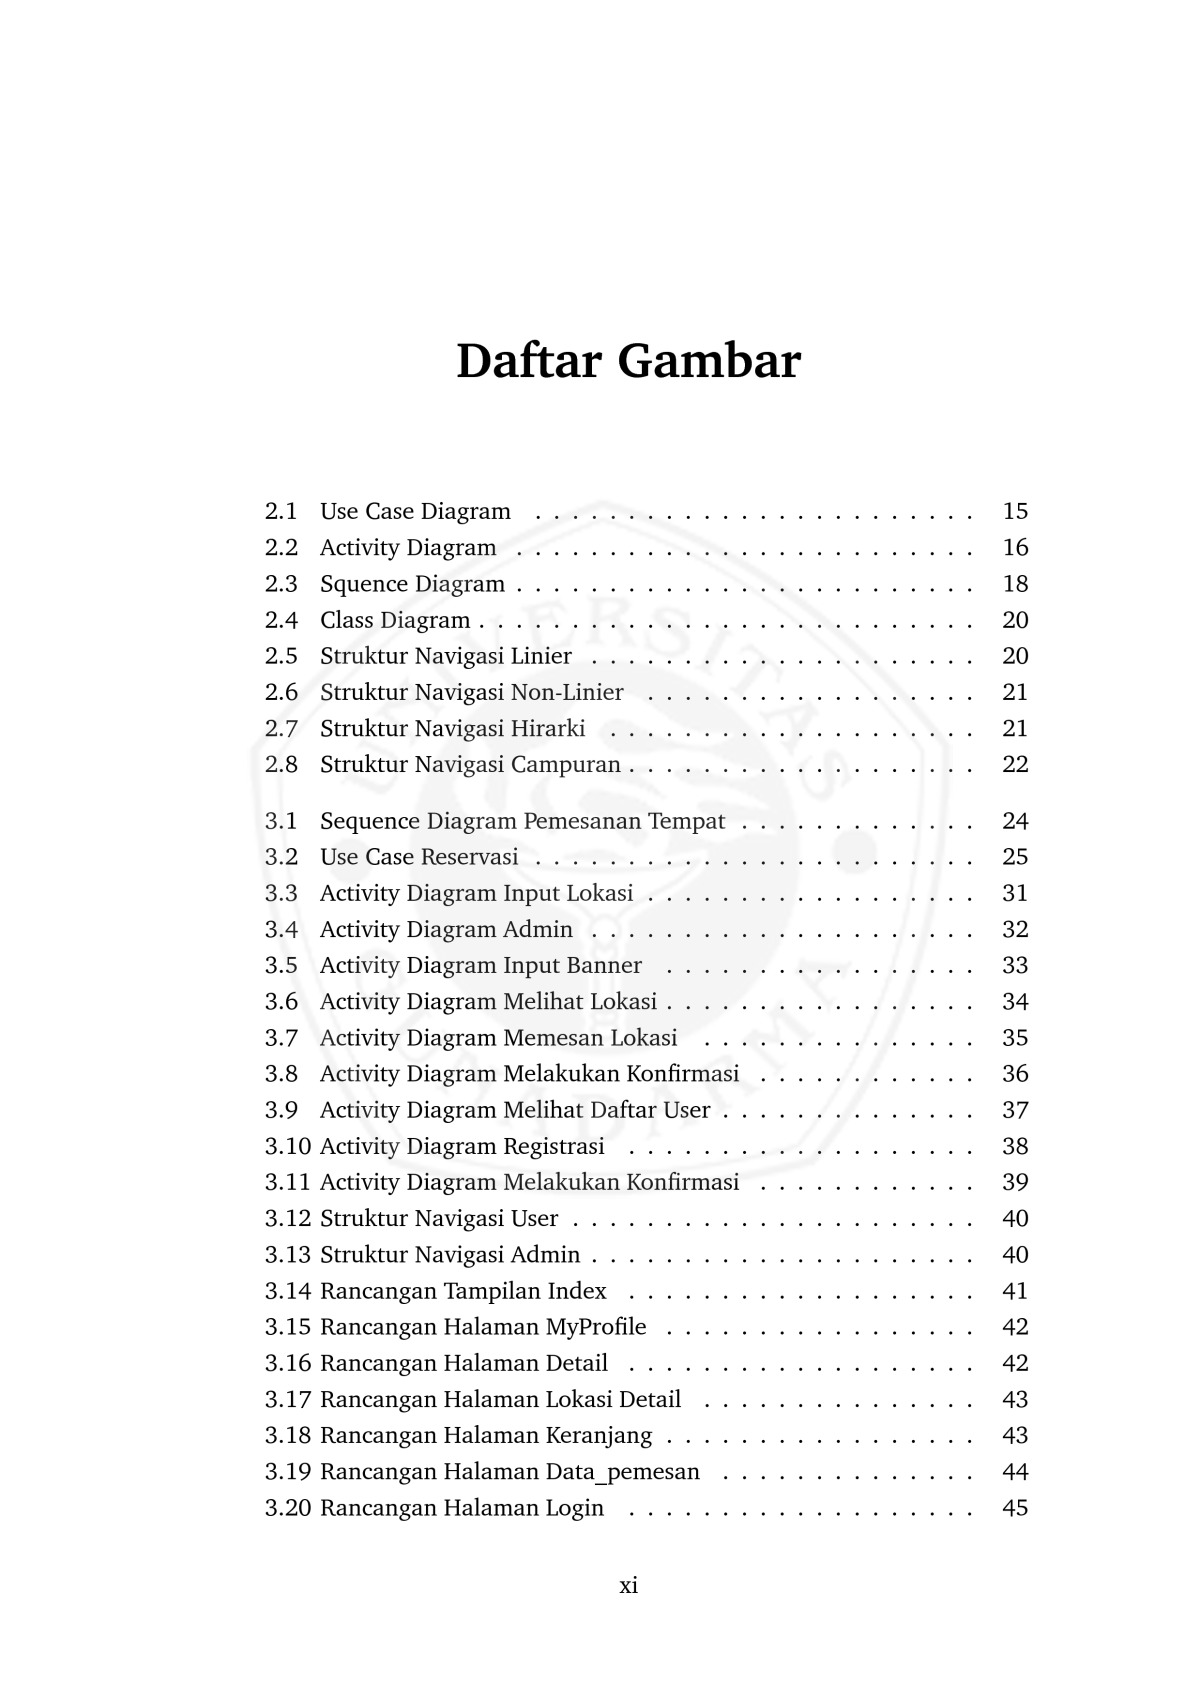 Daftar Gambar
2.1 Use Case Diagram . . . . . . . . . . . . . . . . . . . . . . . . 15
2.2 Activity Diagram . . . . . . . . . . . . . . . . . . . . . . . . . 16
2.3 Squence Diagram . . . . . . . . . . . . . . . . . . . . . . . . . 18
2.4 Class Diagram . . . . . . . . . . . . . . . . . . . . . . . . . . . 20
2.5 Struktur Navigasi Linier . . . . . . . . . . . . . . . . . . . . . 20
2.6 Struktur Navigasi Non-Linier . . . . . . . . . . . . . . . . . . 21
2.7 Struktur Navigasi Hirarki . . . . . . . . . . . . . . . . . . . . 21
2.8 Struktur Navigasi Campuran . . . . . . . . . . . . . . . . . . . 22
3.1 Sequence Diagram Pemesanan Tempat . . . . . . . . . . . . . 24
3.2 Use Case Reservasi . . . . . . . . . . . . . . . . . . . . . . . . 25
3.3 Activity Diagram Input Lokasi . . . . . . . . . . . . . . . . . . 31
3.4 Activity Diagram Admin . . . . . . . . . . . . . . . . . . . . . 32
3.5 Activity Diagram Input Banner . . . . . . . . . . . . . . . . . 33
3.6 Activity Diagram Melihat Lokasi . . . . . . . . . . . . . . . . . 34
3.7 Activity Diagram Memesan Lokasi . . . . . . . . . . . . . . . 35
3.8 Activity Diagram Melakukan Konfirmasi . . . . . . . . . . . . 36
3.9 Activity Diagram Melihat Daftar User . . . . . . . . . . . . . . 37
3.10 Activity Diagram Registrasi . . . . . . . . . . . . . . . . . . . 38
3.11 Activity Diagram Melakukan Konfirmasi . . . . . . . . . . . . 39
3.12 Struktur Navigasi User . . . . . . . . . . . . . . . . . . . . . . 40
3.13 Struktur Navigasi Admin . . . . . . . . . . . . . . . . . . . . . 40
3.14 Rancangan Tampilan Index . . . . . . . . . . . . . . . . . . . 41
3.15 Rancangan Halaman MyProfile . . . . . . . . . . . . . . . . . 42
3.16 Rancangan Halaman Detail . . . . . . . . . . . . . . . . . . . 42
3.17 Rancangan Halaman Lokasi Detail . . . . . . . . . . . . . . . 43
3.18 Rancangan Halaman Keranjang . . . . . . . . . . . . . . . . . 43
3.19 Rancangan Halaman Data_pemesan . . . . . . . . . . . . . . 44
3.20 Rancangan Halaman Login . . . . . . . . . . . . . . . . . . . 45
xi
UNIVERSITAS
GUNADARMA